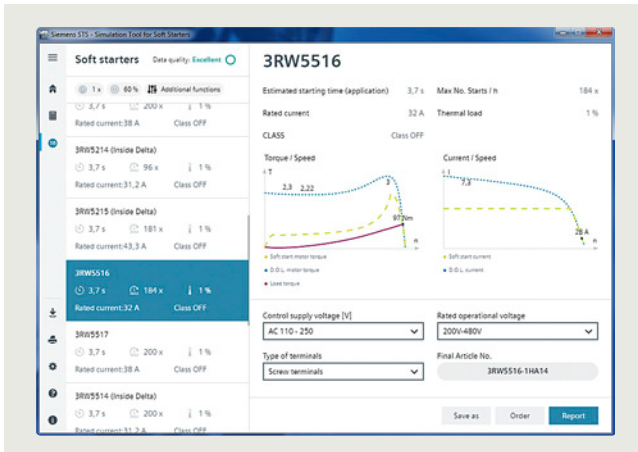 Siemens STS - Simulation Tool for Soft Starters
Soft starters Data quality: Excellent
1 x 60 % Additional functions
3,7 s 200 x 1 %
Rated current:38 A Class OFF
3RW5214 (Inside Delta)
3,7 s 96 x 1 %
Rated current:31,2 A Class OFF
3RW5215 (Inside Delta)
3,7 s 181 x 1 %
Rated current:43,3 A Class OFF
3RW5516
3,7 s 184 x 1 %
Rated current:32 A Class OFF
3RW5517
3,7 s 200 x 1 %
Rated current:38 A Class OFF
3RW5514 (Inside Delta)
3,7 s 200 x 1 %
Rated current:31,2 A Class OFF
3RW5516
Estimated starting time (application) 3,7 s Max No. Starts / h 184 x
Rated current 32 A Thermal load 1 %
CLASS Class OFF
Torque / Speed
T
2,3 2,22 3
97 Nm
n
Soft start motor torque
D.O.L. motor torque
Load torque
Current / Speed
I
7,3
28 A
n
Soft start current
D.O.L. current
Control supply voltage [V] Rated operational voltage
AC 110 - 250 200V-480V
Type of terminals Final Article No.
Screw terminals 3RW5516-1HA14
Save as Order Report